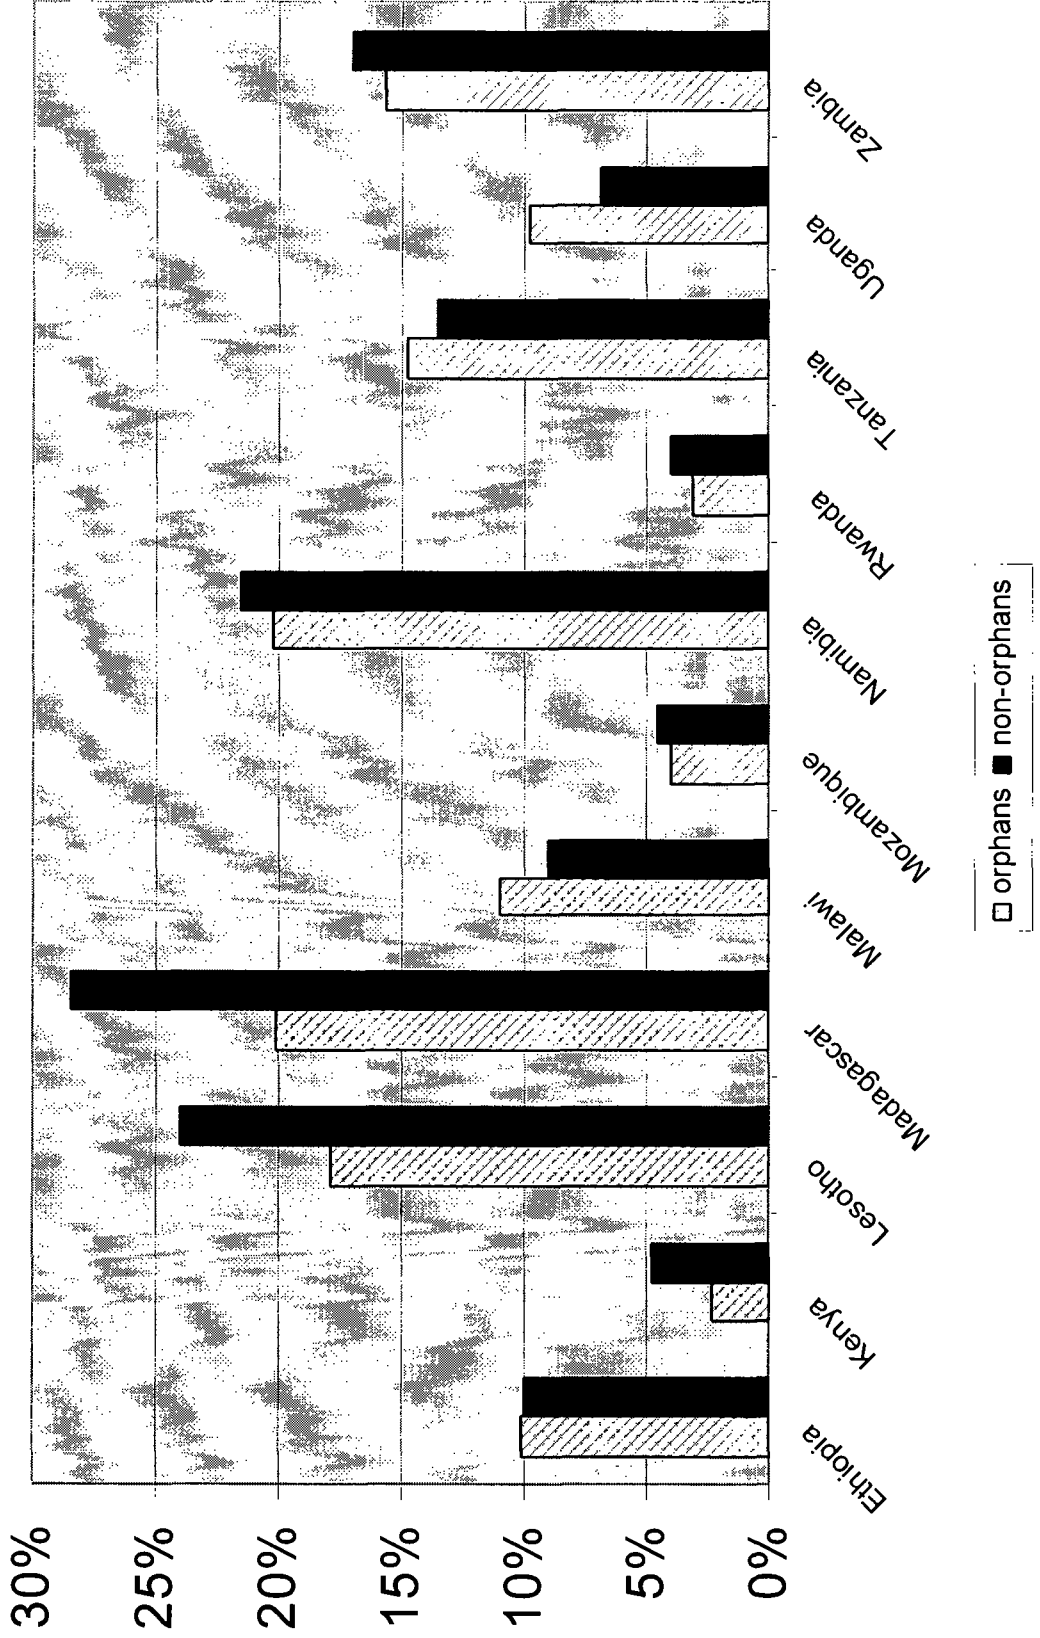 30%
25%
20%
15%
10%
5%
0%
Ethiopia
Kenya
Lesotho
Madagascar
Malawi
Mozambique
Namibia
Rwanda
Tanzania
Uganda
Zambia
orphans non-orphans